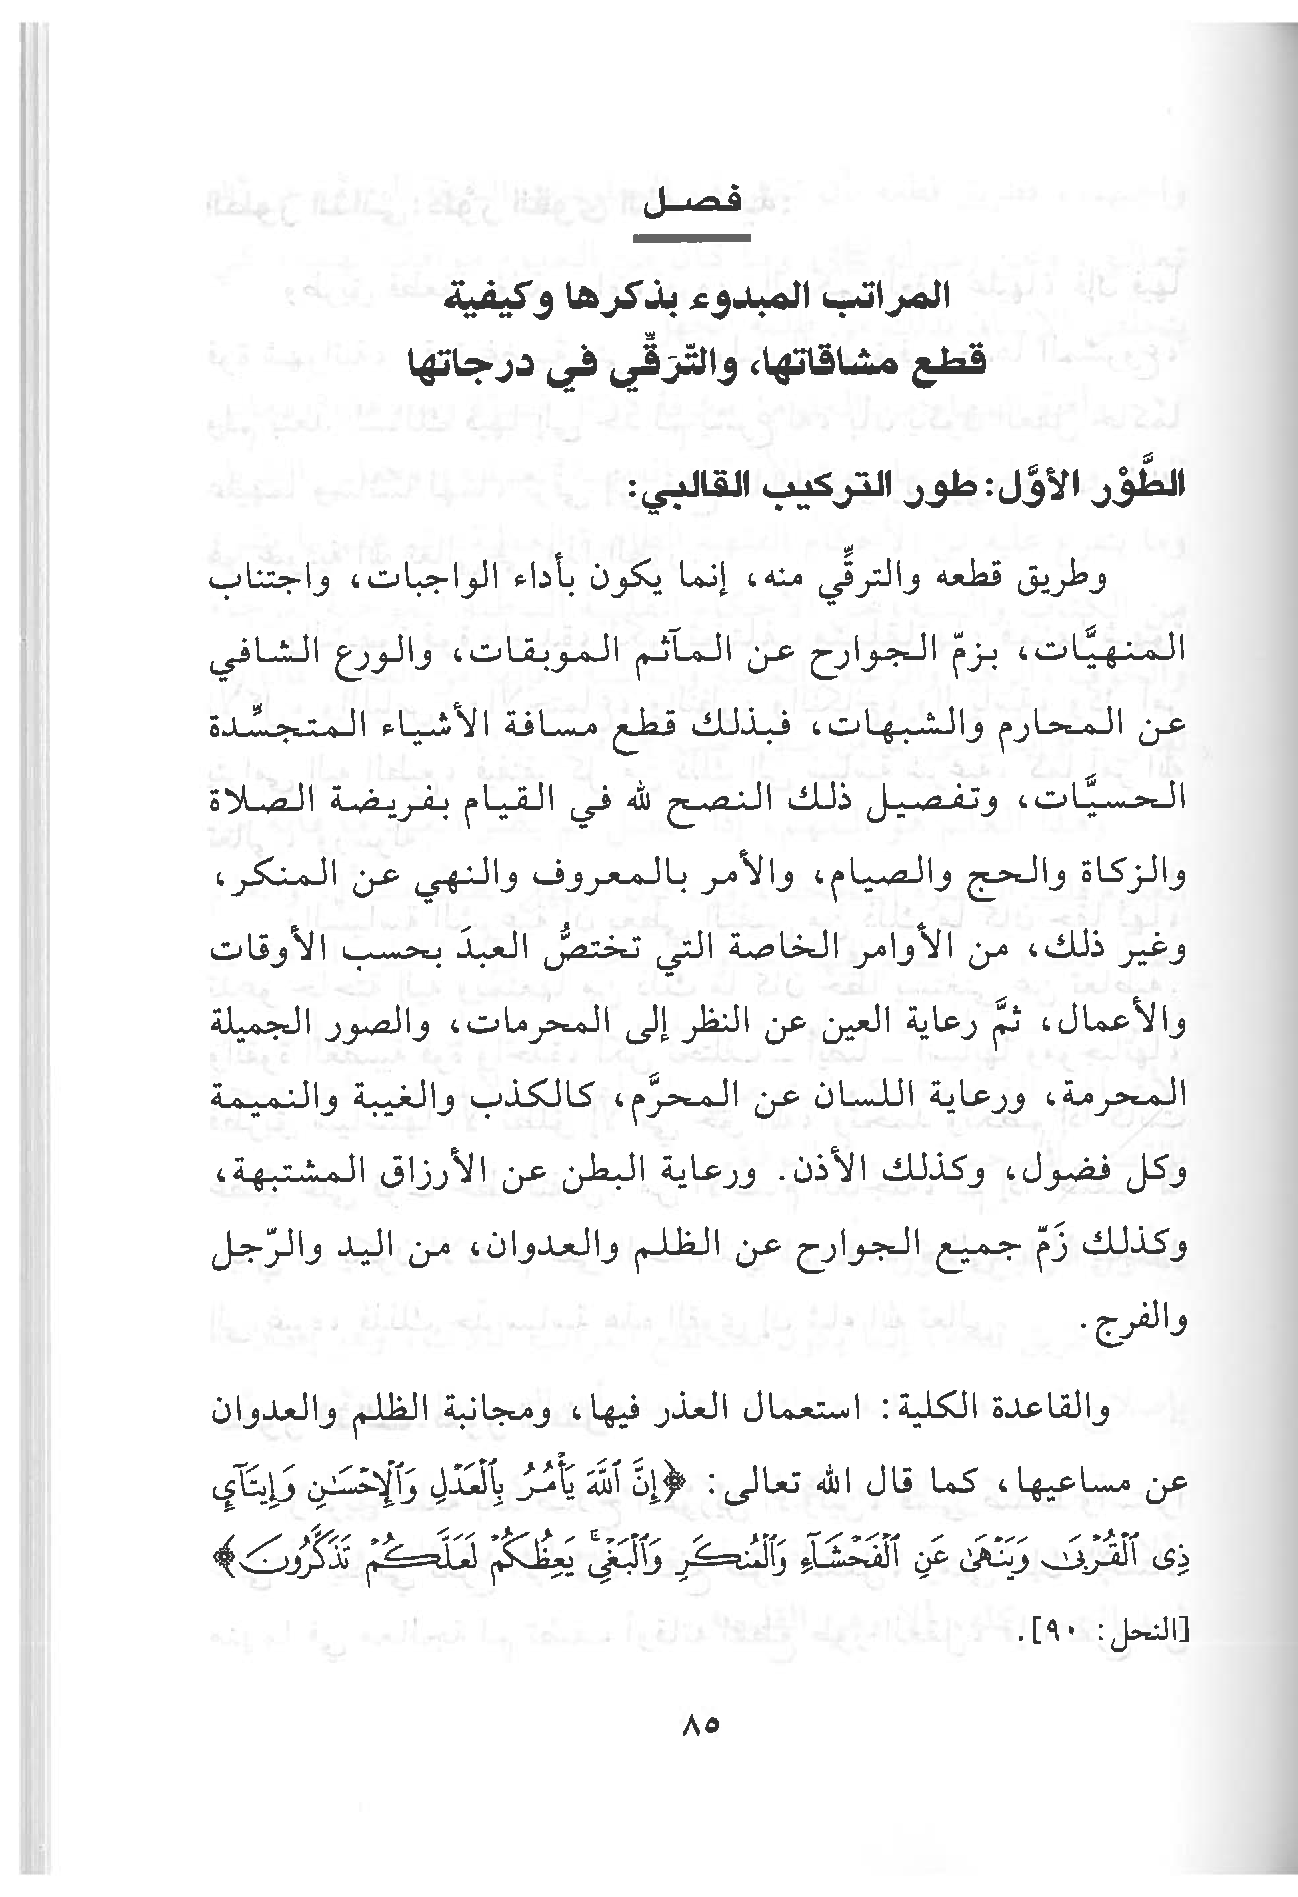 فصل
المراتب المبدوء بذكرها وكيفية
قطع مشاقاتها، والتّرَقِّي في درجاتها
الطَّوْر الأوَّل: طور التركيب القالبي:
وطريق قطعه والترقِّي منه، إنما يكون بأداء الواجبات، واجتناب
المنهيَّات، بزمّ الجوارح عن المآثم الموبقات، والورع الشافي
عن المحارم والشبهات، فبذلك قطع مسافة الأشياء المتجسِّدة
الحسيَّات، وتفصيل ذلك النصح لله في القيام بفريضة الصلاة
والزكاة والحج والصيام، والأمر بالمعروف والنهي عن المنكر،
وغير ذلك، من الأوامر الخاصة التي تختصُّ العبدَ بحسب الأوقات
والأعمال، ثمَّ رعاية العين عن النظر إلى المحرمات، والصور الجميلة
المحرمة، ورعاية اللسان عن المحرَّم، كالكذب والغيبة والنميمة
وكل فضول، وكذلك الأذن. ورعاية البطن عن الأرزاق المشتبهة،
وكذلك زَمّ جميع الجوارح عن الظلم والعدوان، من اليد والرّجل
والفرج.
والقاعدة الكلية: استعمال العذر فيها، ومجانبة الظلم والعدوان
عن مساعيها، كما قال الله تعالى: ﴿إِنَّ ٱللَّهَ يَأْمُرُ بِٱلْعَدْلِ وَٱلْإِحْسَٰنِ وَإِيتَآيِٕ
ذِى ٱلْقُرْبَىٰ وَيَنْهَىٰ عَنِ ٱلْفَحْشَآءِ وَٱلْمُنكَرِ وَٱلْبَغْىِ ۚ يَعِظُكُمْ لَعَلَّكُمْ تَذَكَّرُونَ﴾
[النحل: ٩٠].
٨٥